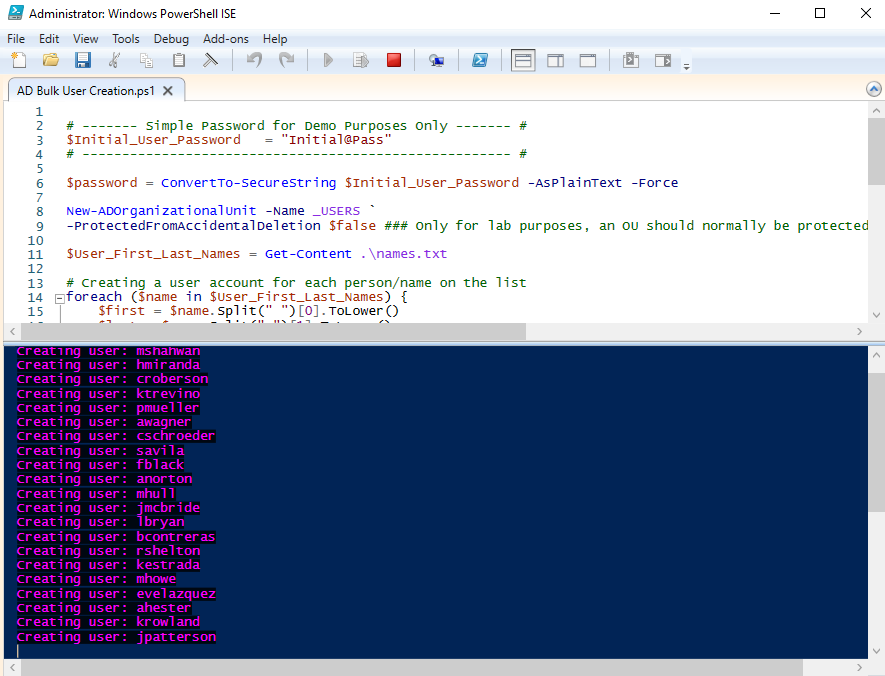 Administrator: Windows PowerShell ISE
File Edit View Tools Debug Add-ons Help
AD Bulk User Creation.ps1
1
2 # ------- Simple Password for Demo Purposes Only ------- #
3 $Initial_User_Password   = "Initial@Pass"
4 # ------------------------------------------------------ #
5
6 $password = ConvertTo-SecureString $Initial_User_Password -AsPlainText -Force
7
8 New-ADOrganizationalUnit -Name _USERS `
9 -ProtectedFromAccidentalDeletion $false ### Only for lab purposes, an OU should normally be protected
10
11 $User_First_Last_Names = Get-Content .\names.txt
12
13 # Creating a user account for each person/name on the list
14 foreach ($name in $User_First_Last_Names) {
15     $first = $name.Split(" ")[0].ToLower()
Creating user: mshahwan
Creating user: hmiranda
Creating user: croberson
Creating user: ktrevino
Creating user: pmueller
Creating user: awagner
Creating user: cschroeder
Creating user: savila
Creating user: fblack
Creating user: anorton
Creating user: mhull
Creating user: jmcbride
Creating user: lbryan
Creating user: bcontreras
Creating user: rshelton
Creating user: kestrada
Creating user: mhowe
Creating user: evelazquez
Creating user: ahester
Creating user: krowland
Creating user: jpatterson